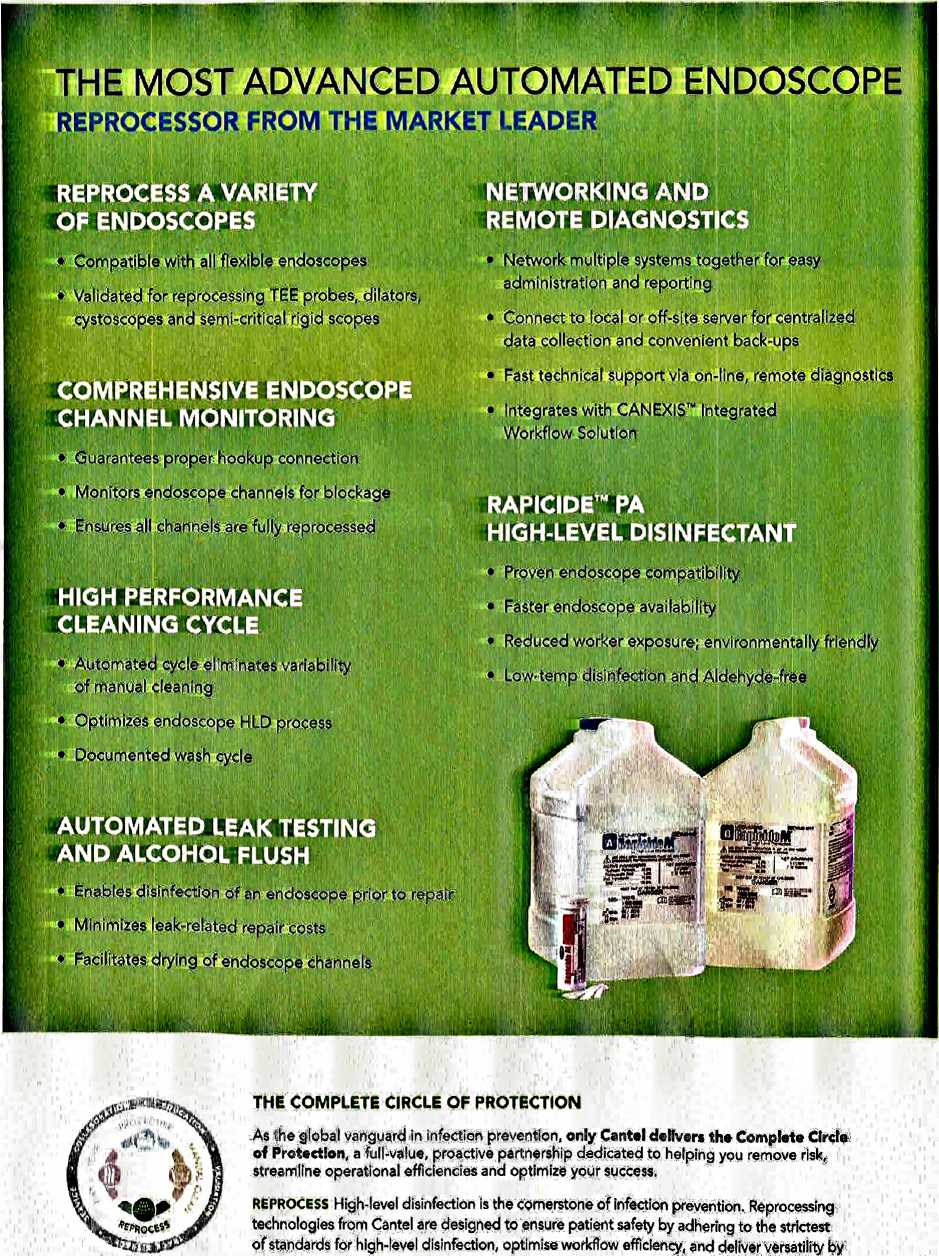 THE MOST ADVANCED AUTOMATED ENDOSCOPE
REPROCESSOR FROM THE MARKET LEADER
REPROCESS A VARIETY
OF ENDOSCOPES
• Compatible with all flexible endoscopes
• Validated for reprocessing TEE probes, dilators,
cystoscopes and semi-critical rigid scopes
COMPREHENSIVE ENDOSCOPE
CHANNEL MONITORING
• Guarantees proper hookup connection
• Monitors endoscope channels for blockage
• Ensures all channels are fully reprocessed
HIGH PERFORMANCE
CLEANING CYCLE
• Automated cycle eliminates variability
of manual cleaning
• Optimizes endoscope HLD process
• Documented wash cycle
AUTOMATED LEAK TESTING
AND ALCOHOL FLUSH
• Enables disinfection of an endoscope prior to repair
• Minimizes leak-related repair costs
• Facilitates drying of endoscope channels
NETWORKING AND
REMOTE DIAGNOSTICS
• Network multiple systems together for easy
administration and reporting
• Connect to local or off-site server for centralized
data collection and convenient back-ups
• Fast technical support via on-line, remote diagnostics
• Integrates with CANEXIS™ Integrated
Workflow Solution
RAPICIDE™ PA
HIGH-LEVEL DISINFECTANT
• Proven endoscope compatibility
• Faster endoscope availability
• Reduced worker exposure; environmentally friendly
• Low-temp disinfection and Aldehyde-free
A
REPROCESS
THE COMPLETE CIRCLE OF PROTECTION
As the global vanguard in infection prevention, only Cantel delivers the Complete Circle
of Protection, a full-value, proactive partnership dedicated to helping you remove risk,
streamline operational efficiencies and optimize your success.
REPROCESS High-level disinfection is the cornerstone of infection prevention. Reprocessing
technologies from Cantel are designed to ensure patient safety by adhering to the strictest
of standards for high-level disinfection, optimise workflow efficiency, and deliver versatility by